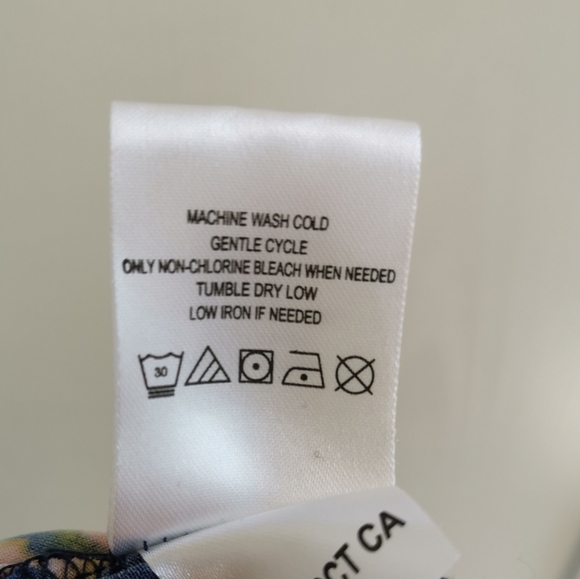 MACHINE WASH COLD
GENTLE CYCLE
ONLY NON-CHLORINE BLEACH WHEN NEEDED
TUMBLE DRY LOW
LOW IRON IF NEEDED
30
CT CA